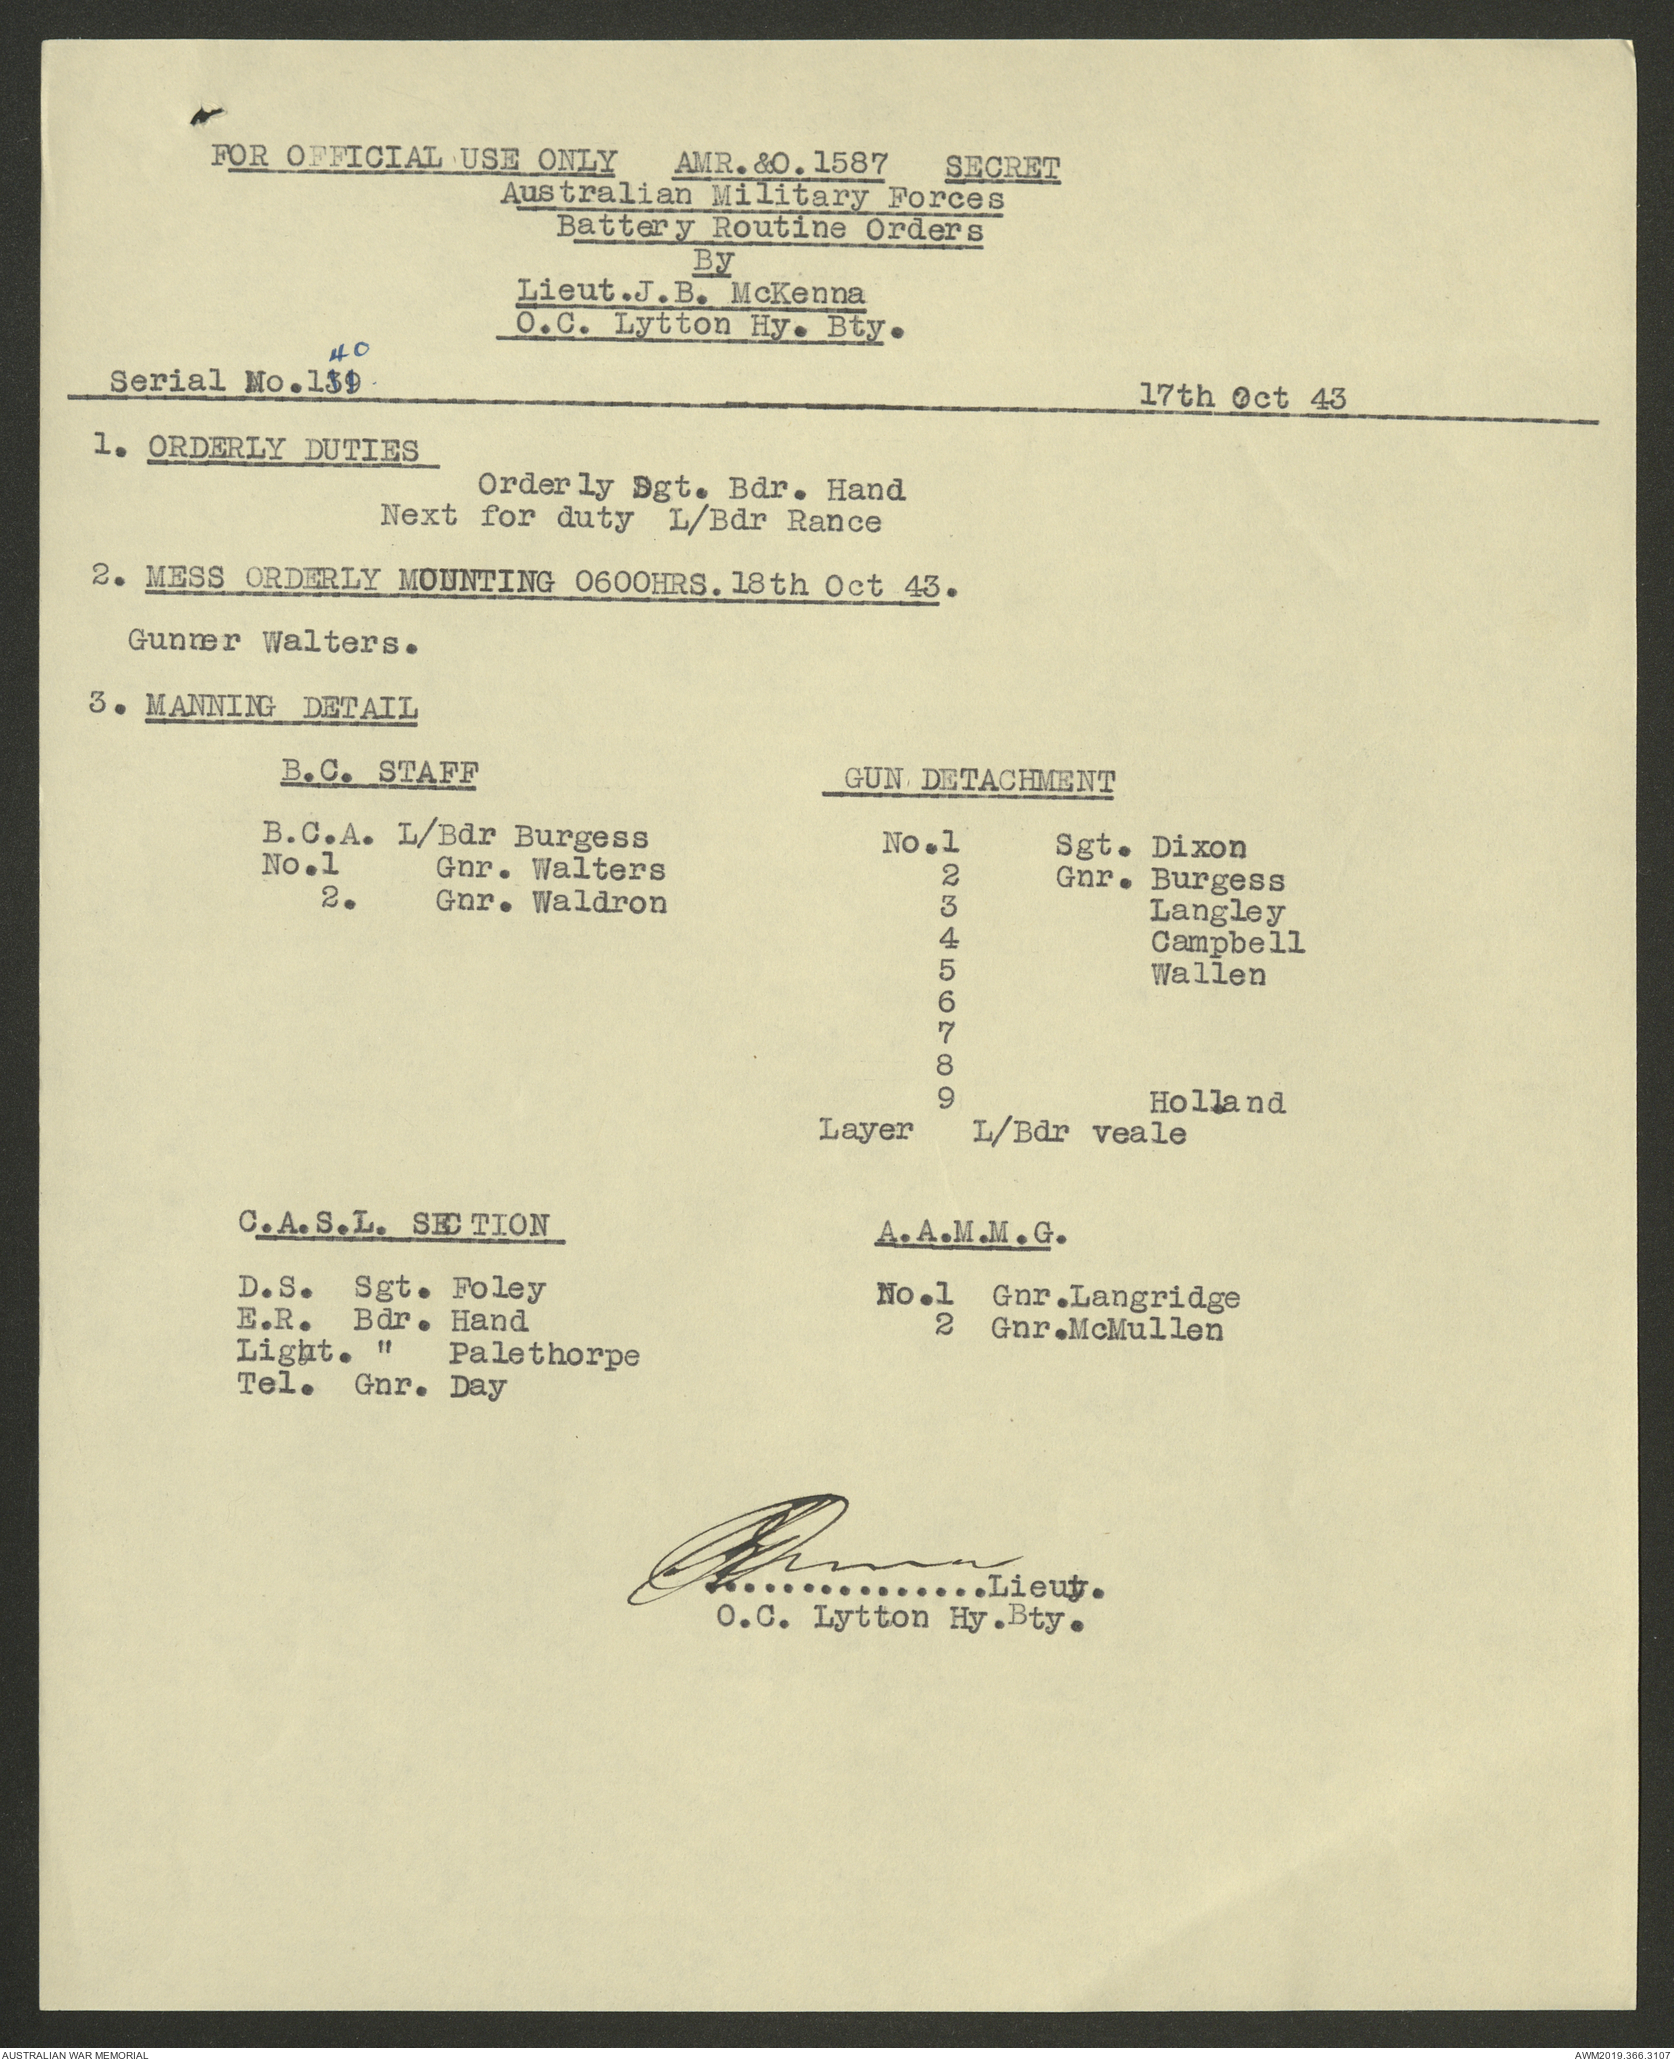 FOR OFFICIAL USE ONLY AMR.&O.1587 SECRET
Australian Military Forces
Battery Routine Orders
By
Lieut.J.B. McKenna
O.C. Lytton Hy. Bty.
40
Serial No.139
17th Oct 43
1. ORDERLY DUTIES
Orderly Sgt. Bdr. Hand
Next for duty L/Bdr Rance
2. MESS ORDERLY MOUNTING 0600HRS.18th Oct 43.
Gunner Walters.
3. MANNING DETAIL
B.C. STAFF
B.C.A. L/Bdr Burgess
No.1 Gnr. Walters
2. Gnr. Waldron
GUN DETACHMENT
No.1 Sgt. Dixon
2 Gnr. Burgess
3 Langley
4 Campbell
5 Wallen
6
7
8
9 Holland
Layer L/Bdr veale
C.A.S.L. SECTION
D.S. Sgt. Foley
E.R. Bdr. Hand
Light. " Palethorpe
Tel. Gnr. Day
A.A.M.M.G.
No.1 Gnr.Langridge
2 Gnr.McMullen
...............Lieut.
O.C. Lytton Hy.Bty.
AUSTRALIAN WAR MEMORIAL
AWM2019.366.3107